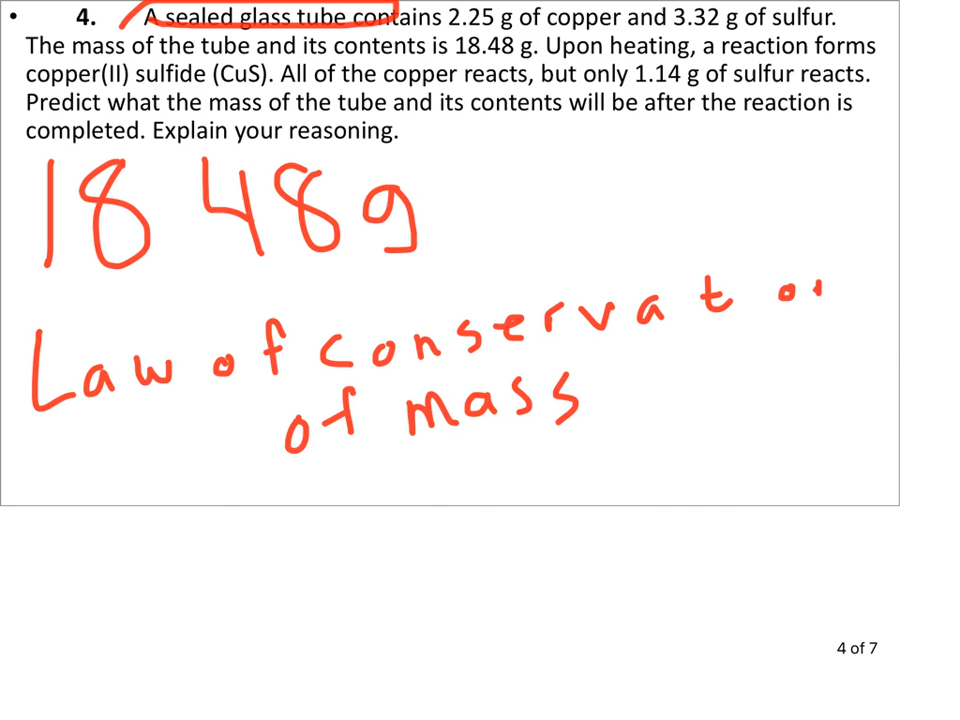 • 4. A sealed glass tube contains 2.25 g of copper and 3.32 g of sulfur.
The mass of the tube and its contents is 18.48 g. Upon heating, a reaction forms
copper(II) sulfide (CuS). All of the copper reacts, but only 1.14 g of sulfur reacts.
Predict what the mass of the tube and its contents will be after the reaction is
completed. Explain your reasoning.
18 48g
Law of conservat on
of mass
4 of 7